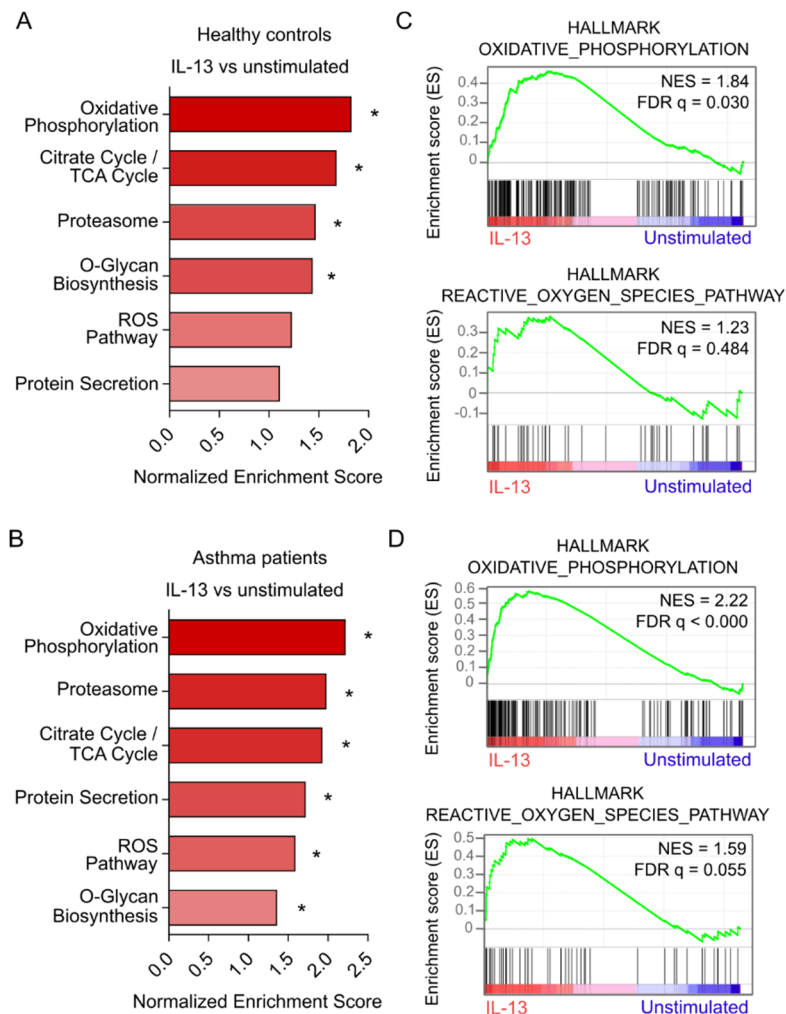 A
Healthy controls
IL-13 vs unstimulated
Oxidative
Phosphorylation
*
Citrate Cycle /
TCA Cycle
*
Proteasome
*
O-Glycan
Biosynthesis
*
ROS
Pathway
Protein Secretion
0.0 0.5 1.0 1.5 2.0
Normalized Enrichment Score
B
Asthma patients
IL-13 vs unstimulated
Oxidative
Phosphorylation
*
Proteasome
*
Citrate Cycle /
TCA Cycle
*
Protein Secretion
*
ROS
Pathway
*
O-Glycan
Biosynthesis
*
0.0 0.5 1.0 1.5 2.0 2.5
Normalized Enrichment Score
C
HALLMARK
OXIDATIVE_PHOSPHORYLATION
Enrichment score (ES)
0.4
0.3
0.2
0.1
0
NES = 1.84
FDR q = 0.030
IL-13 Unstimulated
HALLMARK
REACTIVE_OXYGEN_SPECIES_PATHWAY
Enrichment score (ES)
0.3
0.2
0.1
0
-0.1
NES = 1.23
FDR q = 0.484
IL-13 Unstimulated
D
HALLMARK
OXIDATIVE_PHOSPHORYLATION
Enrichment score (ES)
0.6
0.5
0.4
0.3
0.2
0.1
0
NES = 2.22
FDR q < 0.000
IL-13 Unstimulated
HALLMARK
REACTIVE_OXYGEN_SPECIES_PATHWAY
Enrichment score (ES)
0.5
0.4
0.3
0.2
0.1
0
NES = 1.59
FDR q = 0.055
IL-13 Unstimulated